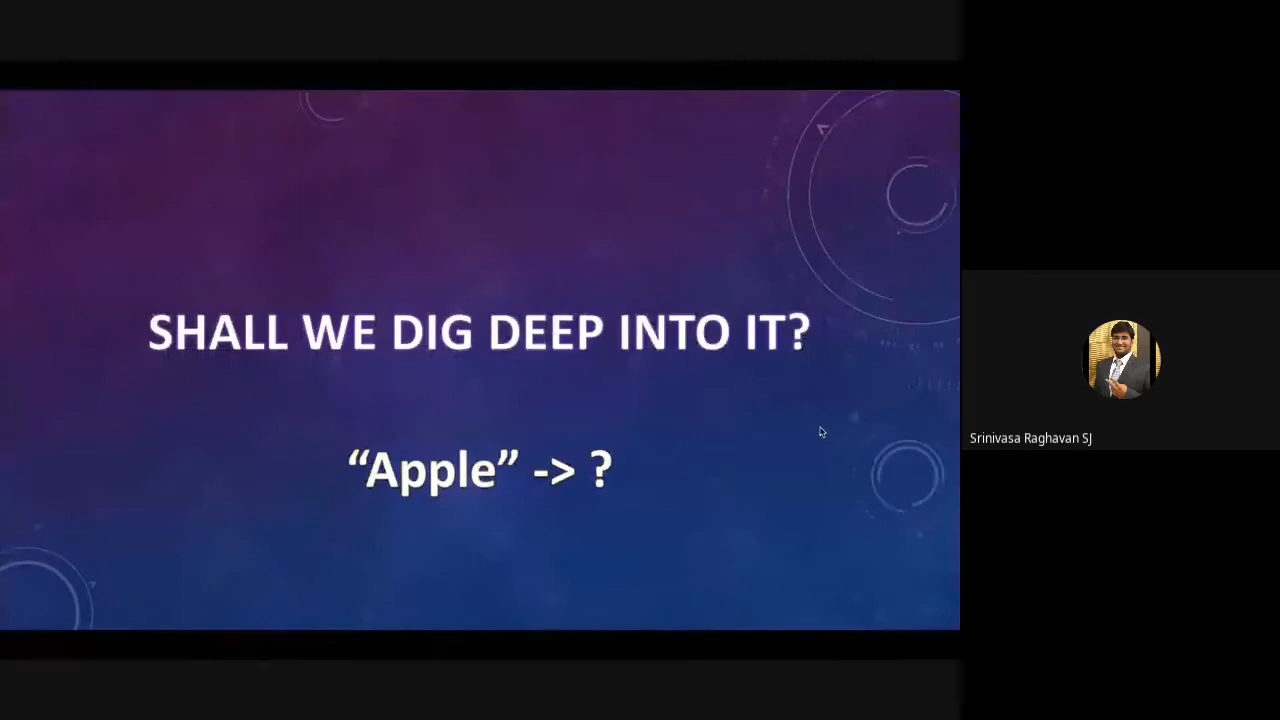 SHALL WE DIG DEEP INTO IT?
“Apple” -> ?
Srinivasa Raghavan SJ